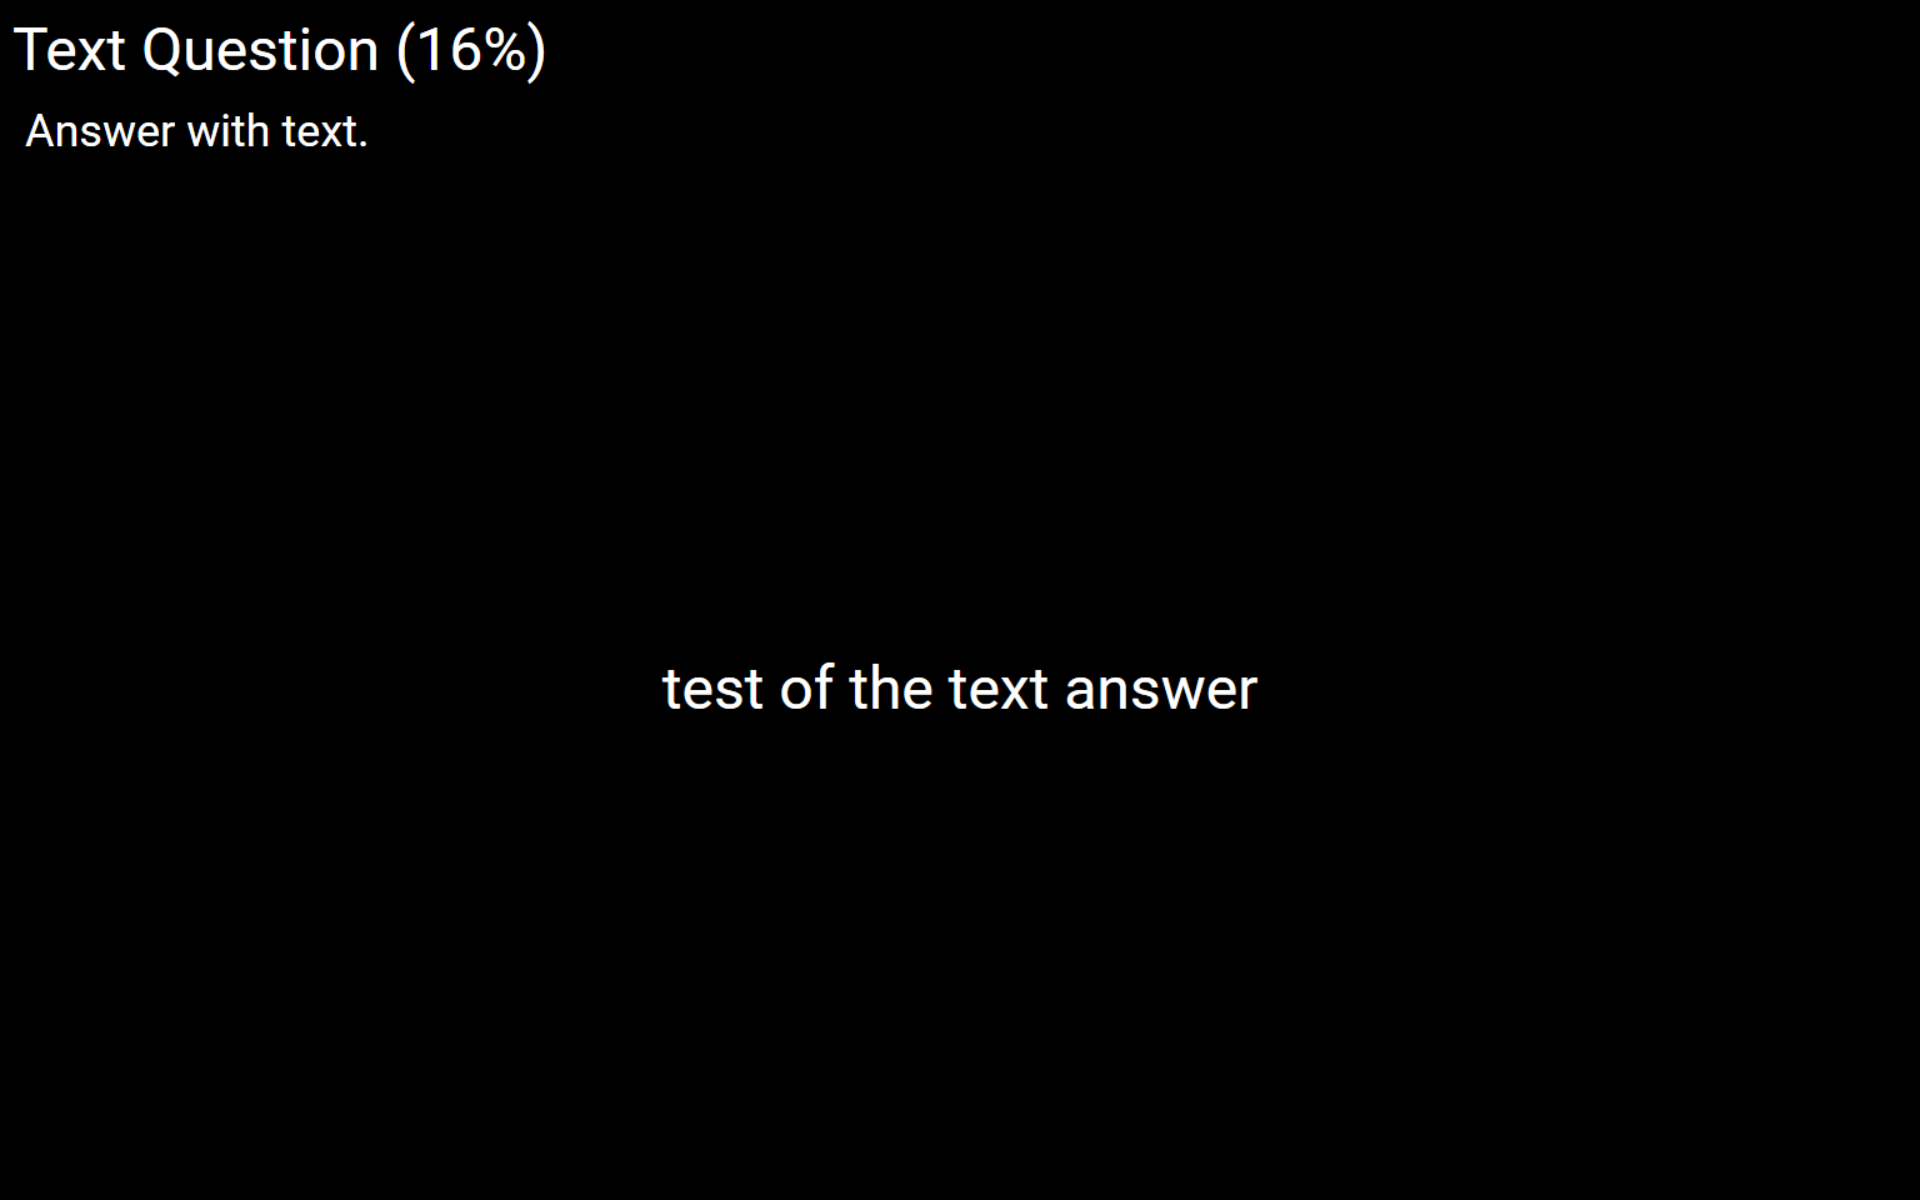 Text Question (16%)
Answer with text.
test of the text answer